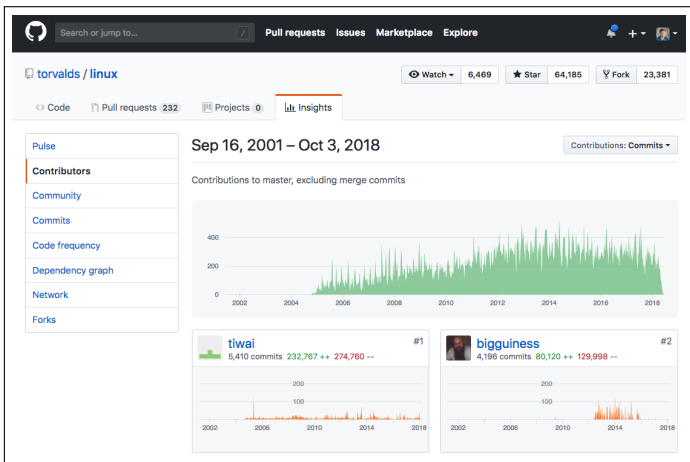 Search or jump to... / Pull requests Issues Marketplace Explore
torvalds / linux Watch 6,469 Star 64,185 Fork 23,381
Code Pull requests 232 Projects 0 Insights
Pulse
Contributors
Community
Commits
Code frequency
Dependency graph
Network
Forks
Sep 16, 2001 – Oct 3, 2018 Contributions: Commits
Contributions to master, excluding merge commits
400
200
0
2002 2004 2006 2008 2010 2012 2014 2016 2018
tiwai #1
5,410 commits 232,767 ++ 274,760 --
200
100
2002 2006 2010 2014 2018
bigguiness #2
4,196 commits 80,120 ++ 129,998 --
200
100
2002 2006 2010 2014 2018